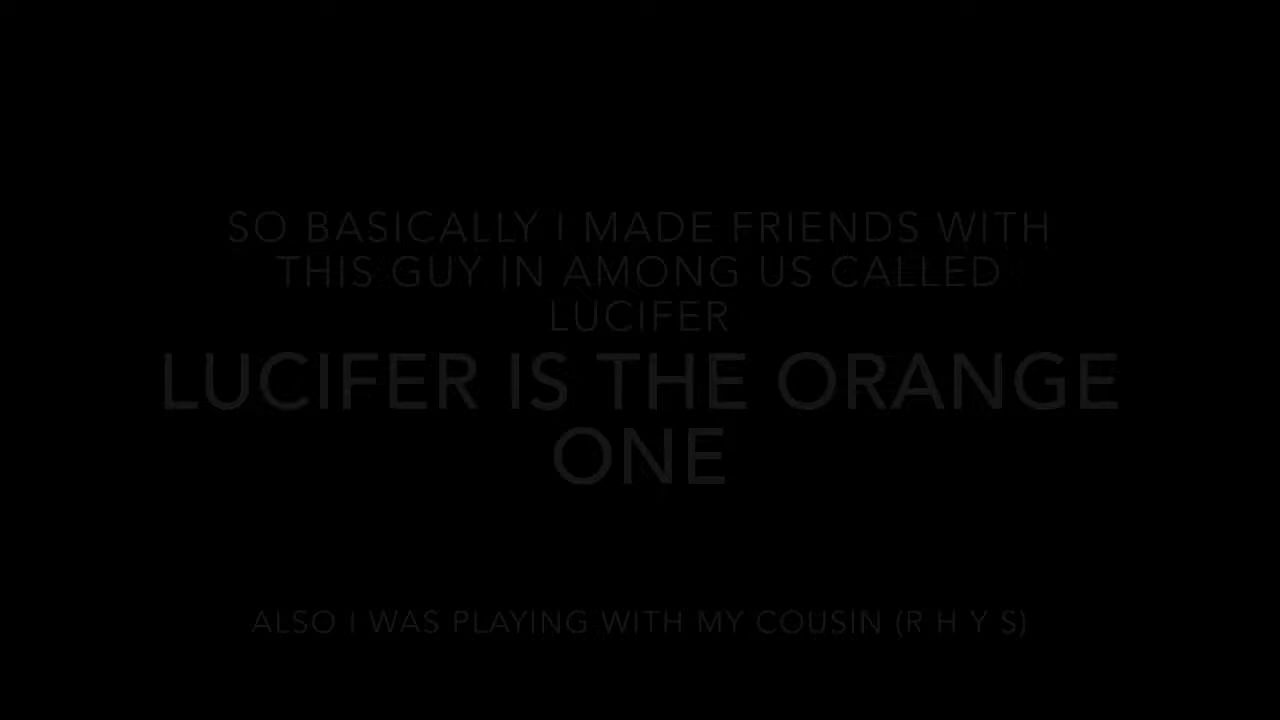 SO BASICALLY I MADE FRIENDS WITH
THIS GUY IN AMONG US CALLED
LUCIFER
LUCIFER IS THE ORANGE
ONE
ALSO I WAS PLAYING WITH MY COUSIN (R H Y S)